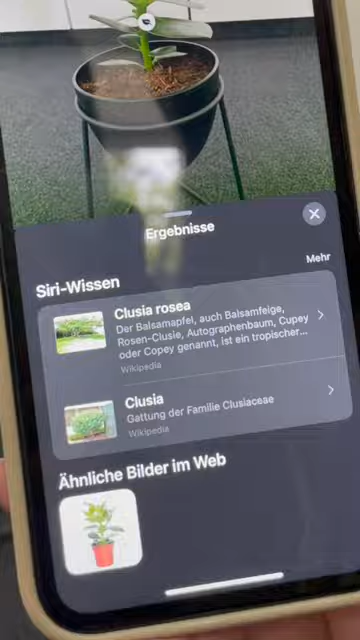 Ergebnisse
Siri-Wissen
Mehr
Clusia rosea
Der Balsamapfel, auch Balsamfeige,
Rosen-Clusie, Autographenbaum, Cupey
oder Copey genannt, ist ein tropischer...
Wikipedia
Clusia
Gattung der Familie Clusiaceae
Wikipedia
Ähnliche Bilder im Web